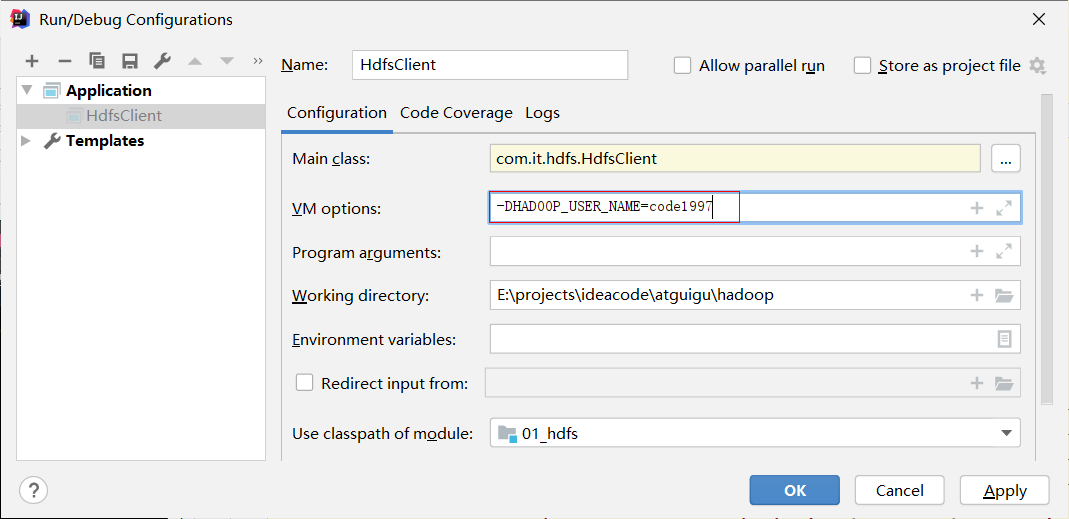 Run/Debug Configurations
Name: HdfsClient Allow parallel run Store as project file
Application
HdfsClient
Templates
Configuration Code Coverage Logs
Main class: com.it.hdfs.HdfsClient ...
VM options: -DHADOOP_USER_NAME=code1997
Program arguments:
Working directory: E:\projects\ideacode\atguigu\hadoop
Environment variables:
Redirect input from:
Use classpath of module: 01_hdfs
? OK Cancel Apply